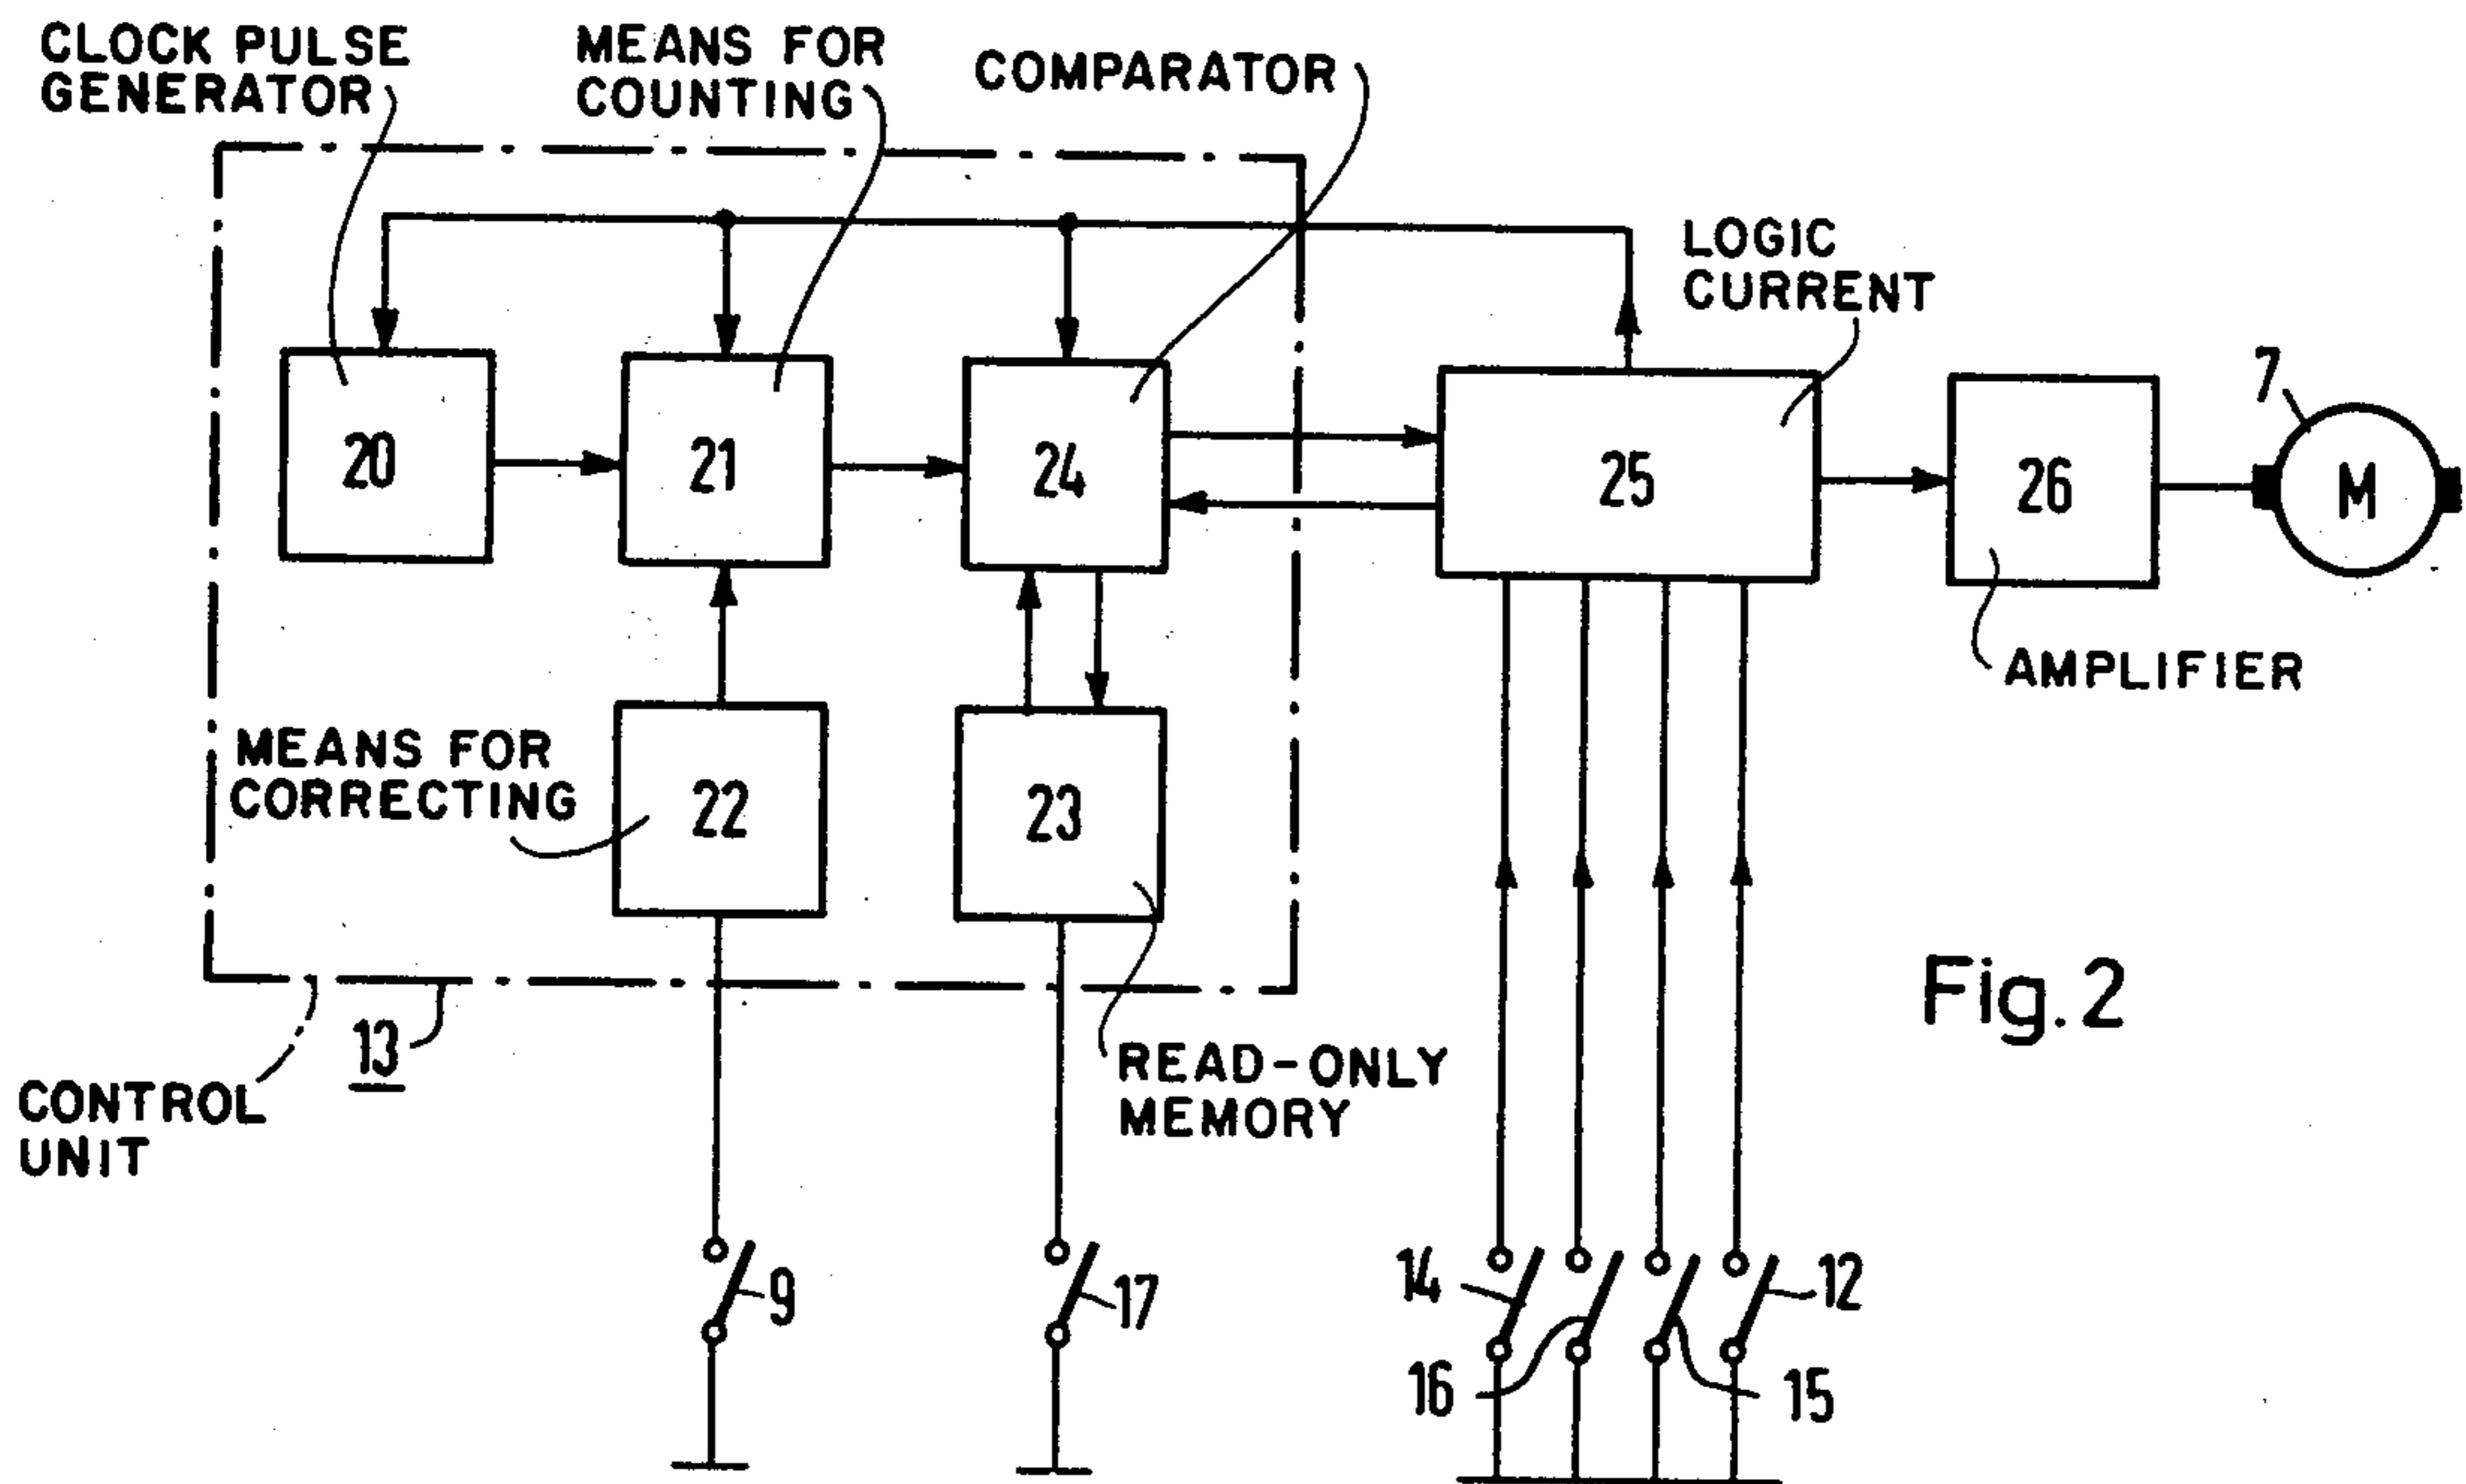 CLOCK PULSE
GENERATOR
MEANS FOR
COUNTING
COMPARATOR
LOGIC
CURRENT
7
20
21
24
25
26
M
AMPLIFIER
MEANS FOR
CORRECTING
22
23
13
CONTROL
UNIT
READ-ONLY
MEMORY
Fig. 2
9
17
14
12
16
15